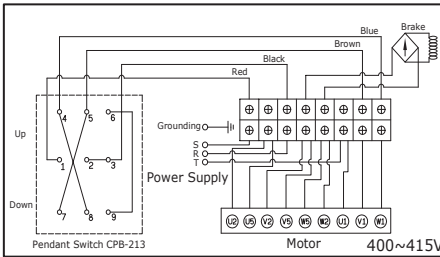 Blue
Brake
Brown
Black
Red
4 5 6
Grounding
Up
S
R
T
1 2 3
Power Supply
Down
7 8 9
U2 U5 V2 V5 W5 W2 U1 V1 W1
Pendant Switch CPB-213
Motor
400~415V